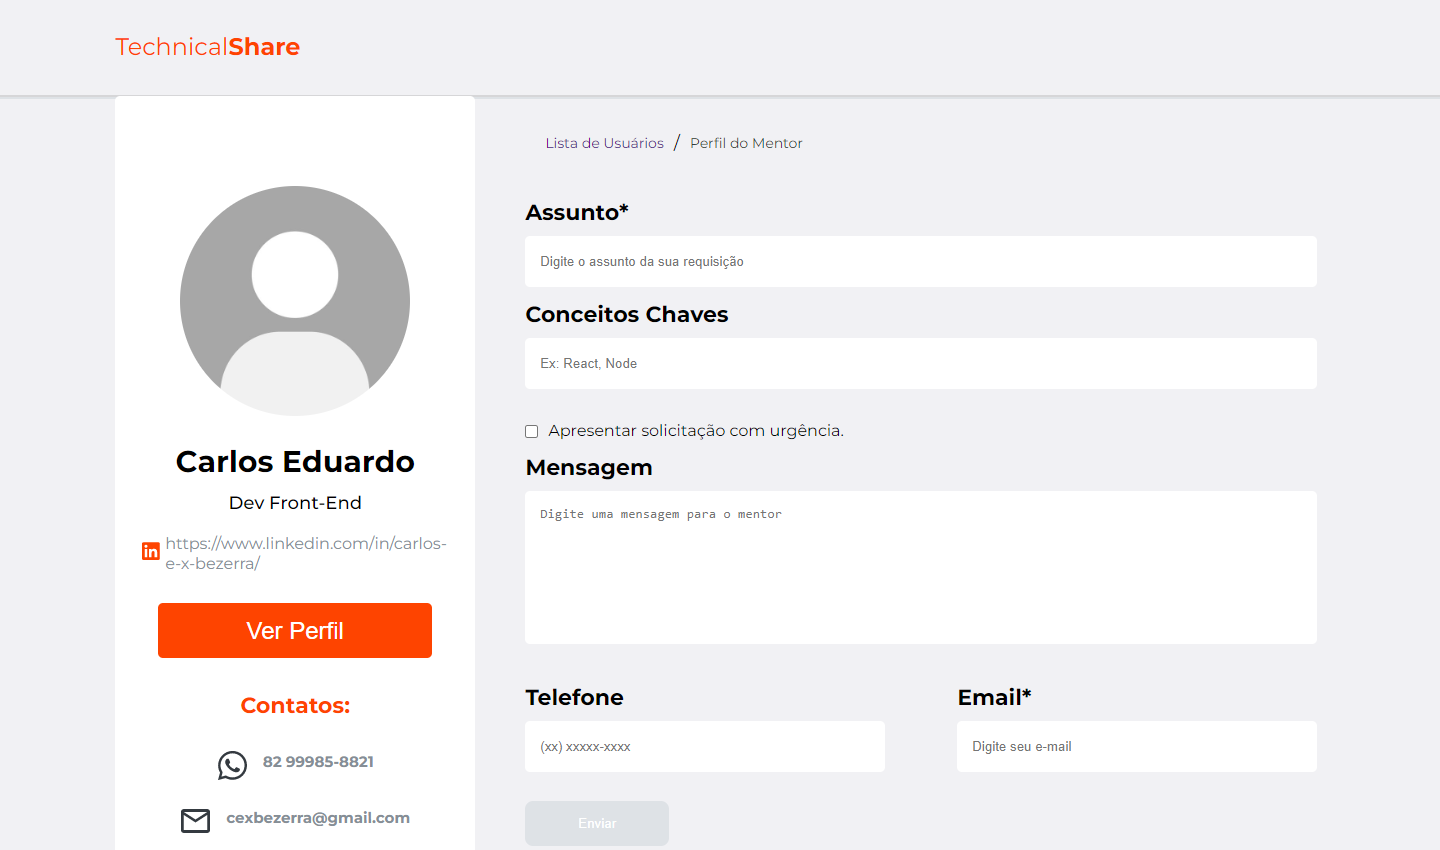 TechnicalShare
Carlos Eduardo
Dev Front-End
https://www.linkedin.com/in/carlos-
e-x-bezerra/
Ver Perfil
Contatos:
82 99985-8821
cexbezerra@gmail.com
Lista de Usuários / Perfil do Mentor
Assunto*
Digite o assunto da sua requisição
Conceitos Chaves
Ex: React, Node
Apresentar solicitação com urgência.
Mensagem
Digite uma mensagem para o mentor
Telefone
(xx) xxxxx-xxxx
Email*
Digite seu e-mail
Enviar